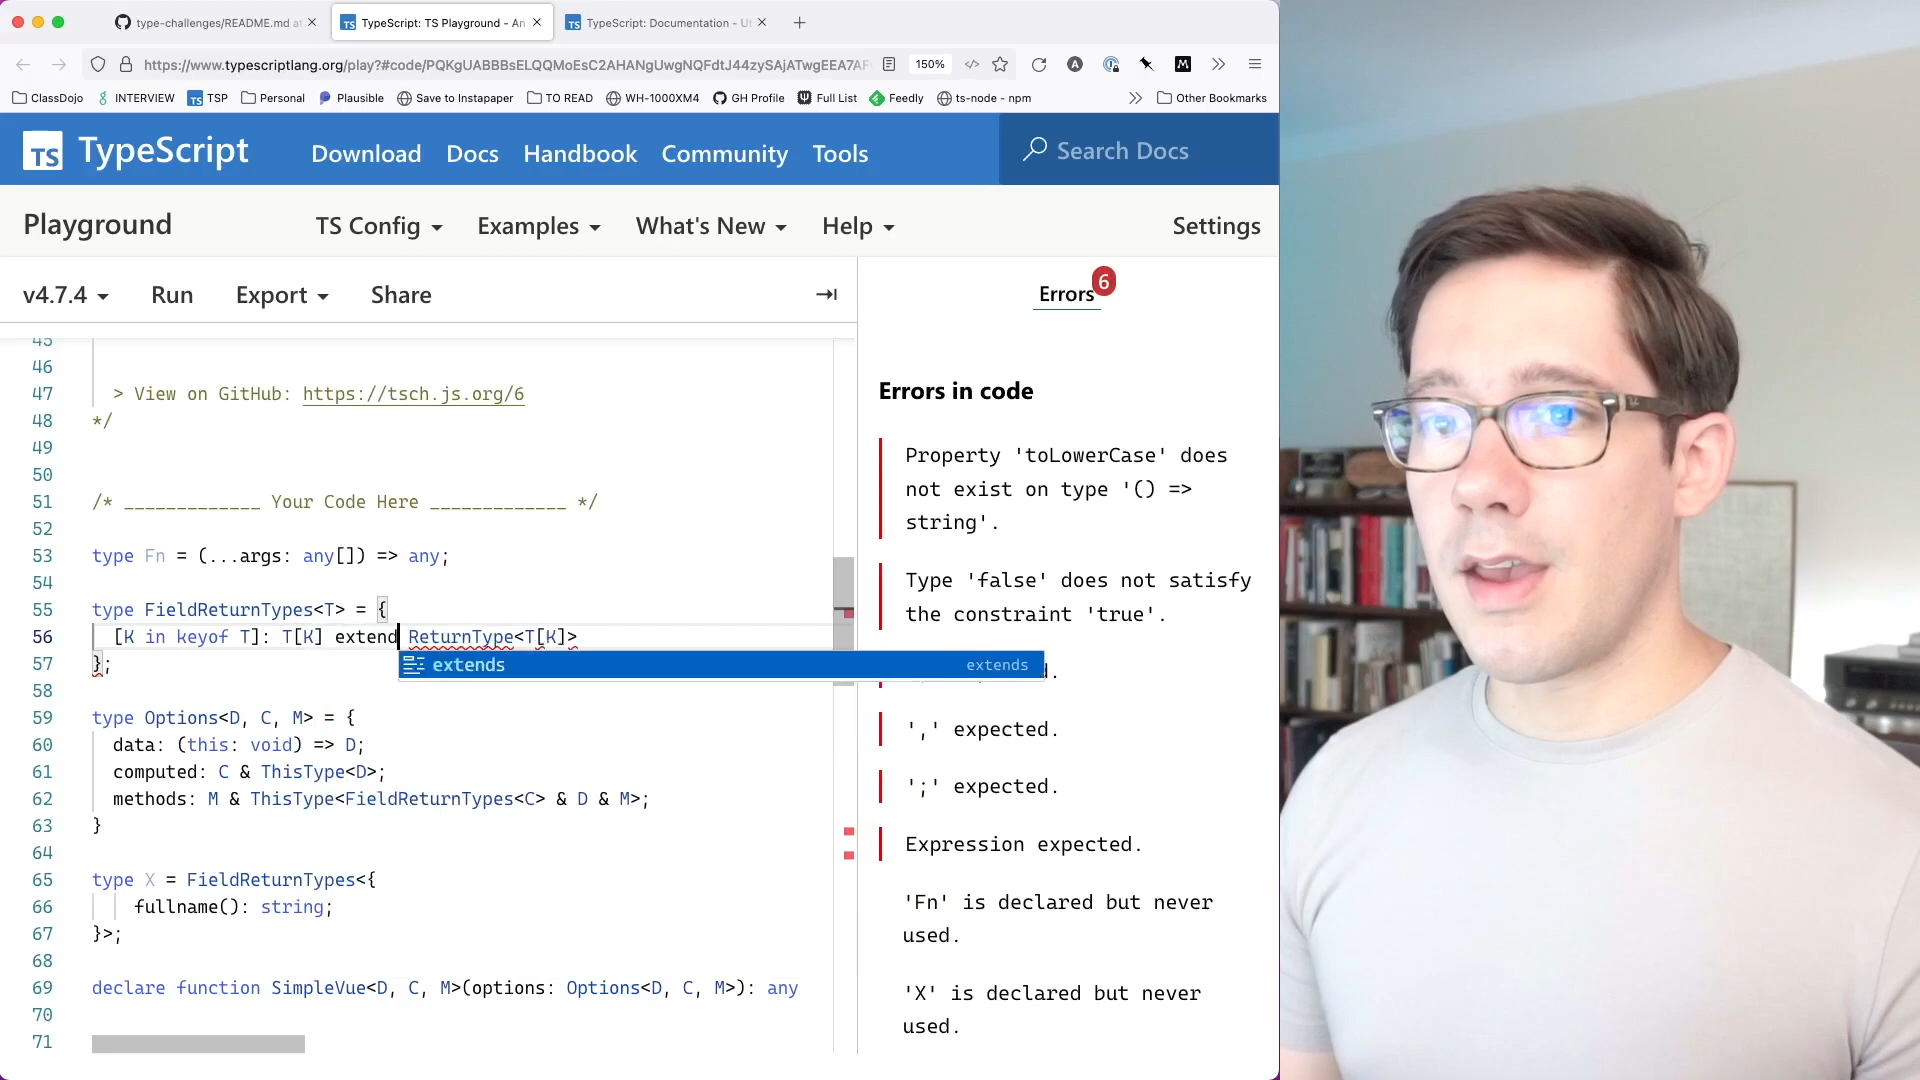 type-challenges/README.md at
TypeScript: TS Playground - An
TypeScript: Documentation - Ut
https://www.typescriptlang.org/play?#code/PQKgUABBBsELQQMoEsC2AHANgUwgNQFdtJ44zySAjATwgEEA7AF
150%
ClassDojo
INTERVIEW
TS TSP
Personal
Plausible
Save to Instapaper
TO READ
WH-1000XM4
GH Profile
Full List
Feedly
ts-node - npm
Other Bookmarks
TS TypeScript
Download
Docs
Handbook
Community
Tools
Search Docs
Playground
TS Config
Examples
What's New
Help
Settings
v4.7.4
Run
Export
Share
Errors
6
45
46
47 > View on GitHub: https://tsch.js.org/6
48 */
49
50
51 /* _____________ Your Code Here _____________ */
52
53 type Fn = (...args: any[]) => any;
54
55 type FieldReturnTypes<T> = {
56 [K in keyof T]: T[K] extend ReturnType<T[K]>
extends extends
57 };
58
59 type Options<D, C, M> = {
60 data: (this: void) => D;
61 computed: C & ThisType<D>;
62 methods: M & ThisType<FieldReturnTypes<C> & D & M>;
63 }
64
65 type X = FieldReturnTypes<{
66 fullname(): string;
67 }>;
68
69 declare function SimpleVue<D, C, M>(options: Options<D, C, M>): any
70
71
Errors in code
Property 'toLowerCase' does
not exist on type '() =>
string'.
Type 'false' does not satisfy
the constraint 'true'.
',' expected.
';' expected.
Expression expected.
'Fn' is declared but never
used.
'X' is declared but never
used.